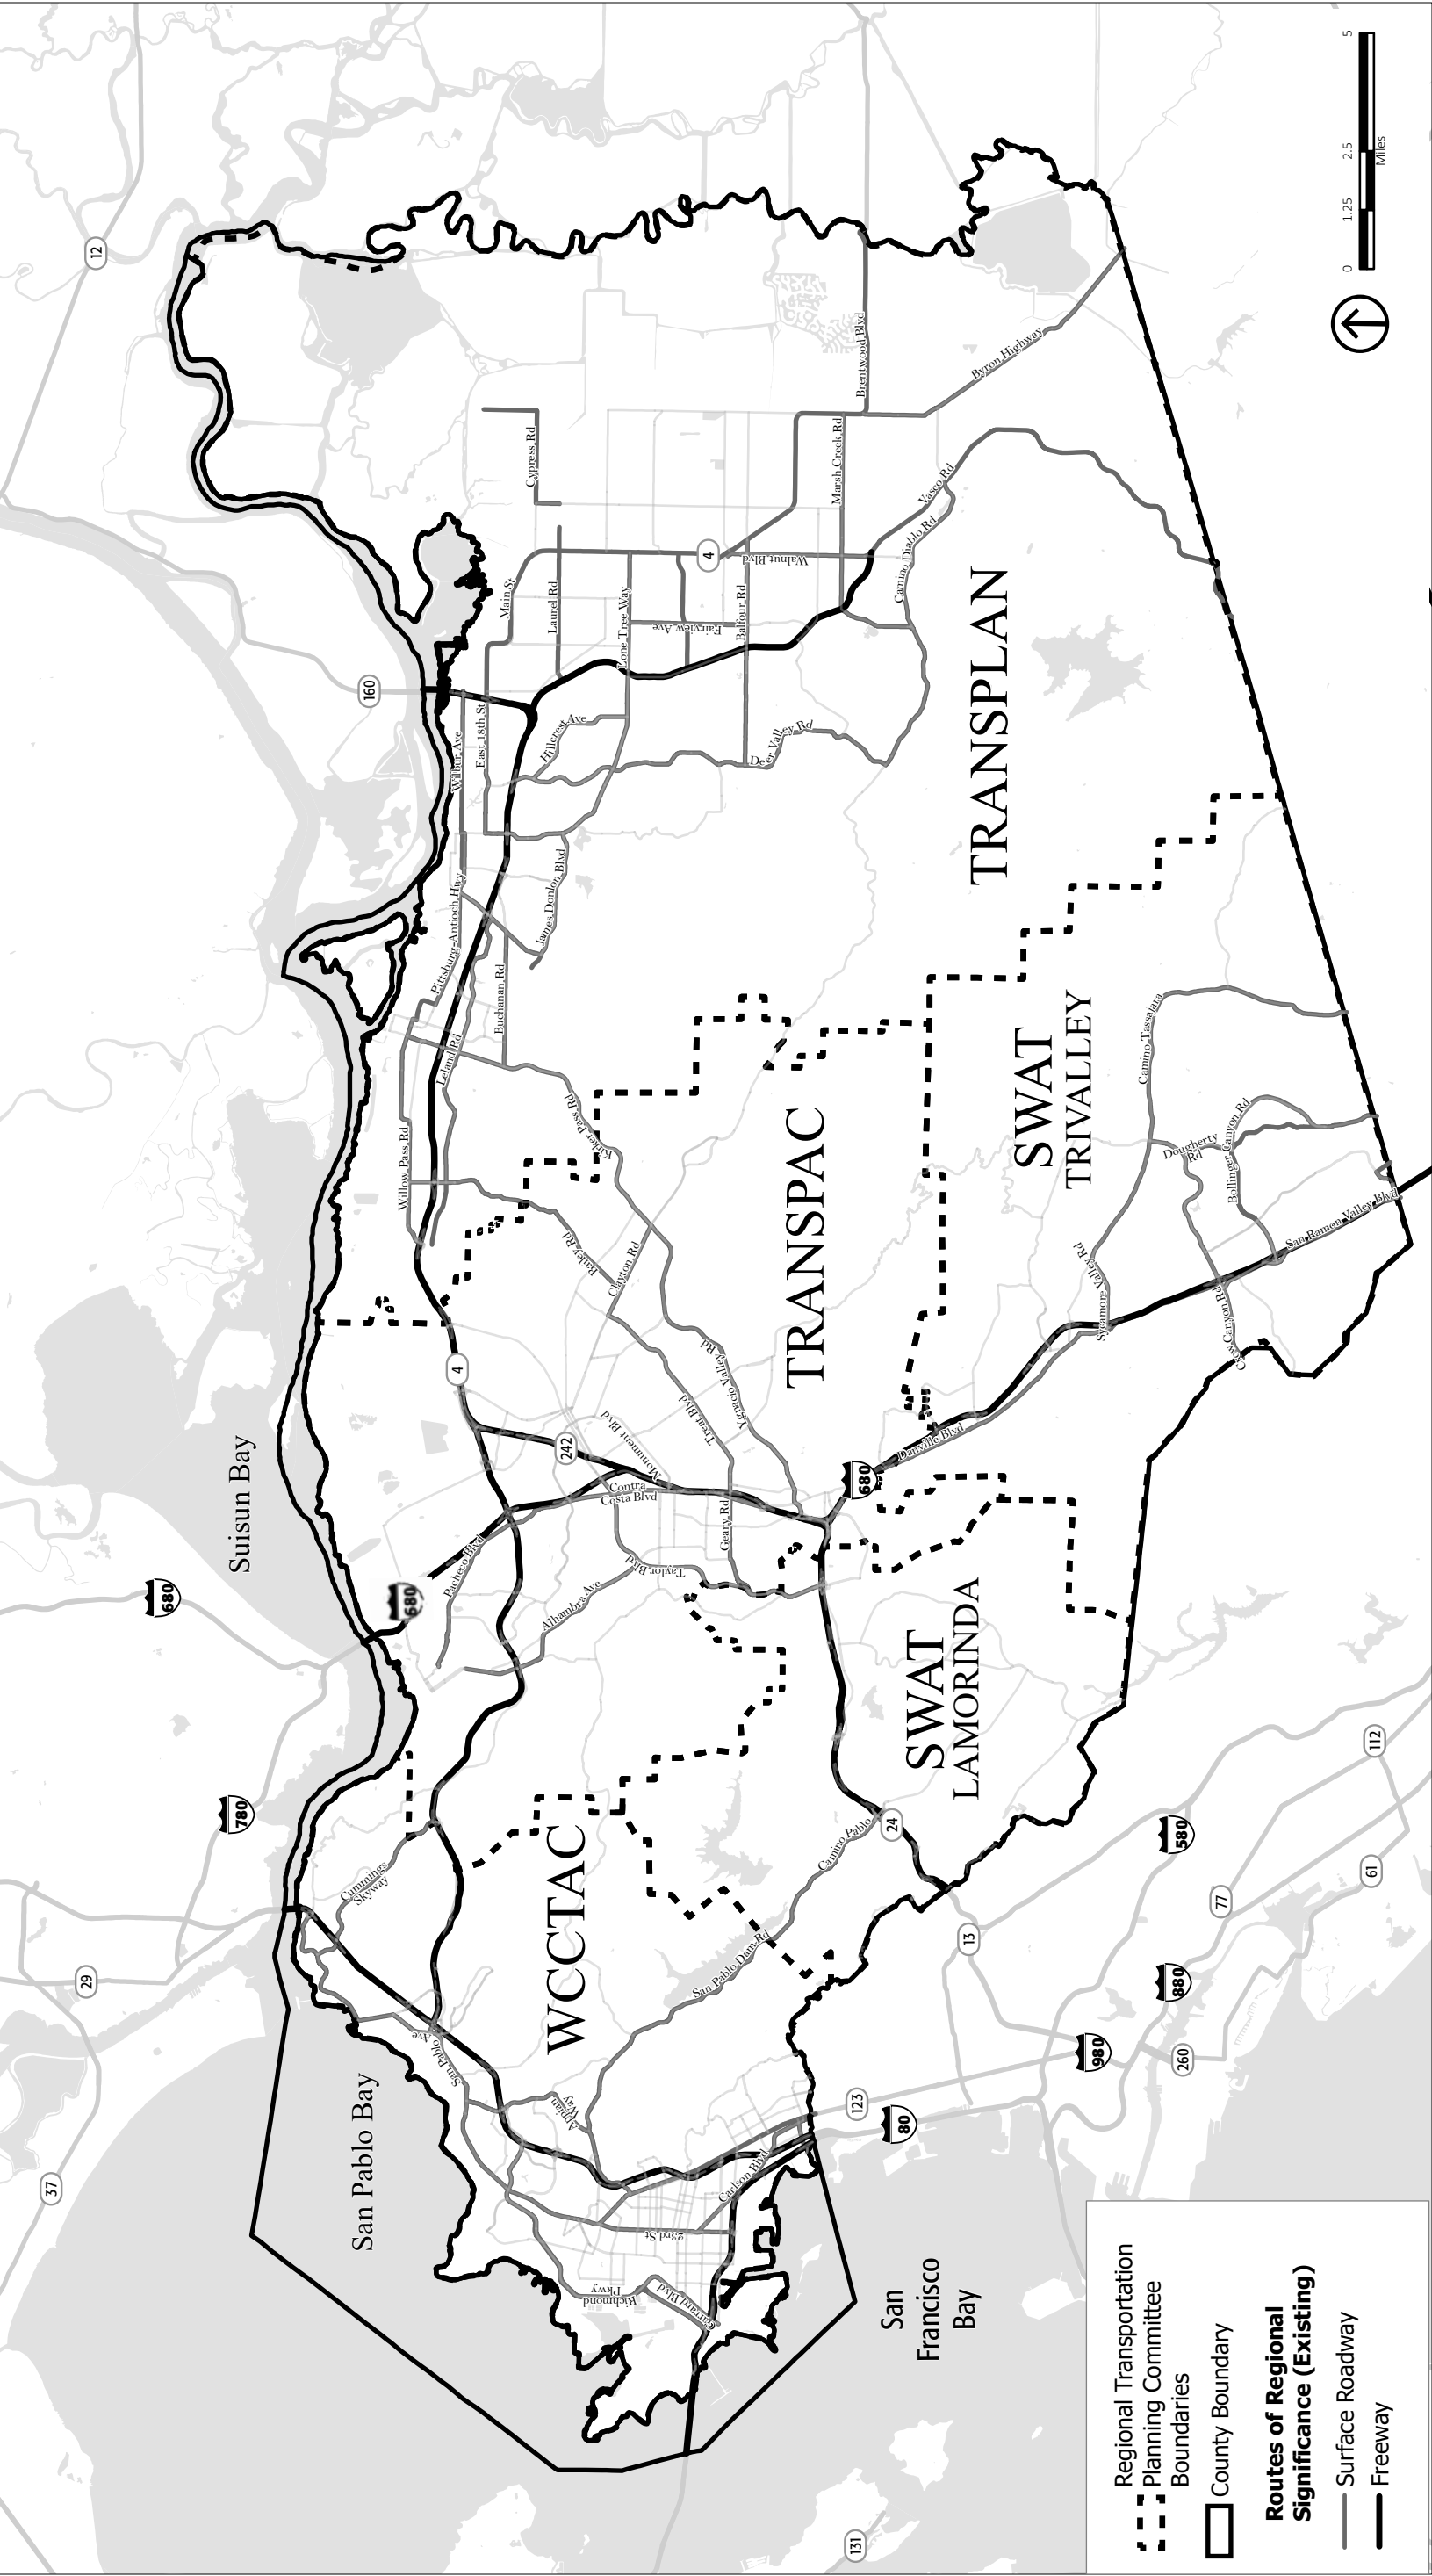 Suisun Bay
San Pablo Bay
San
Francisco
Bay
WCCTAC
TRANSPAC
TRANSPLAN
SWAT
LAMORINDA
SWAT
TRIVALLEY
37
29
780
680
12
160
680
4
242
4
680
24
13
123
80
980
260
880
77
580
61
112
131
Cummings
Skyway
San Pablo Ave
Appian
Way
San Pablo Dam Rd
Camino Pablo
Carlson Blvd
23rd St
Richmond
Pkwy
Garrard Blvd
Pacheco Blvd
Alhambra Ave
Taylor Blvd
Contra
Costa Blvd
Monument Blvd
Geary Rd
Treat Blvd
Ygnacio Valley Rd
Clayton Rd
Bailey Rd
Kirker Pass Rd
Willow Pass Rd
Leland Rd
Buchanan Rd
Pittsburg-Antioch Hwy
James Donlon Blvd
Wilbur Ave
East 18th St
Hillcrest Ave
Main St
Laurel Rd
Lone Tree Way
Fairview Ave
Balfour Rd
Deer Valley Rd
Walnut Blvd
Cypress Rd
Marsh Creek Rd
Brentwood Blvd
Byron Highway
Vasco Rd
Camino Diablo Rd
Danville Blvd
Sycamore Valley Rd
Camino Tassajara
Dougherty
Rd
Bollinger Canyon Rd
Crow Canyon Rd
San Ramon Valley Blvd
Regional Transportation
Planning Committee
Boundaries
County Boundary
Routes of Regional
Significance (Existing)
Surface Roadway
Freeway
0 1.25 2.5 5
Miles